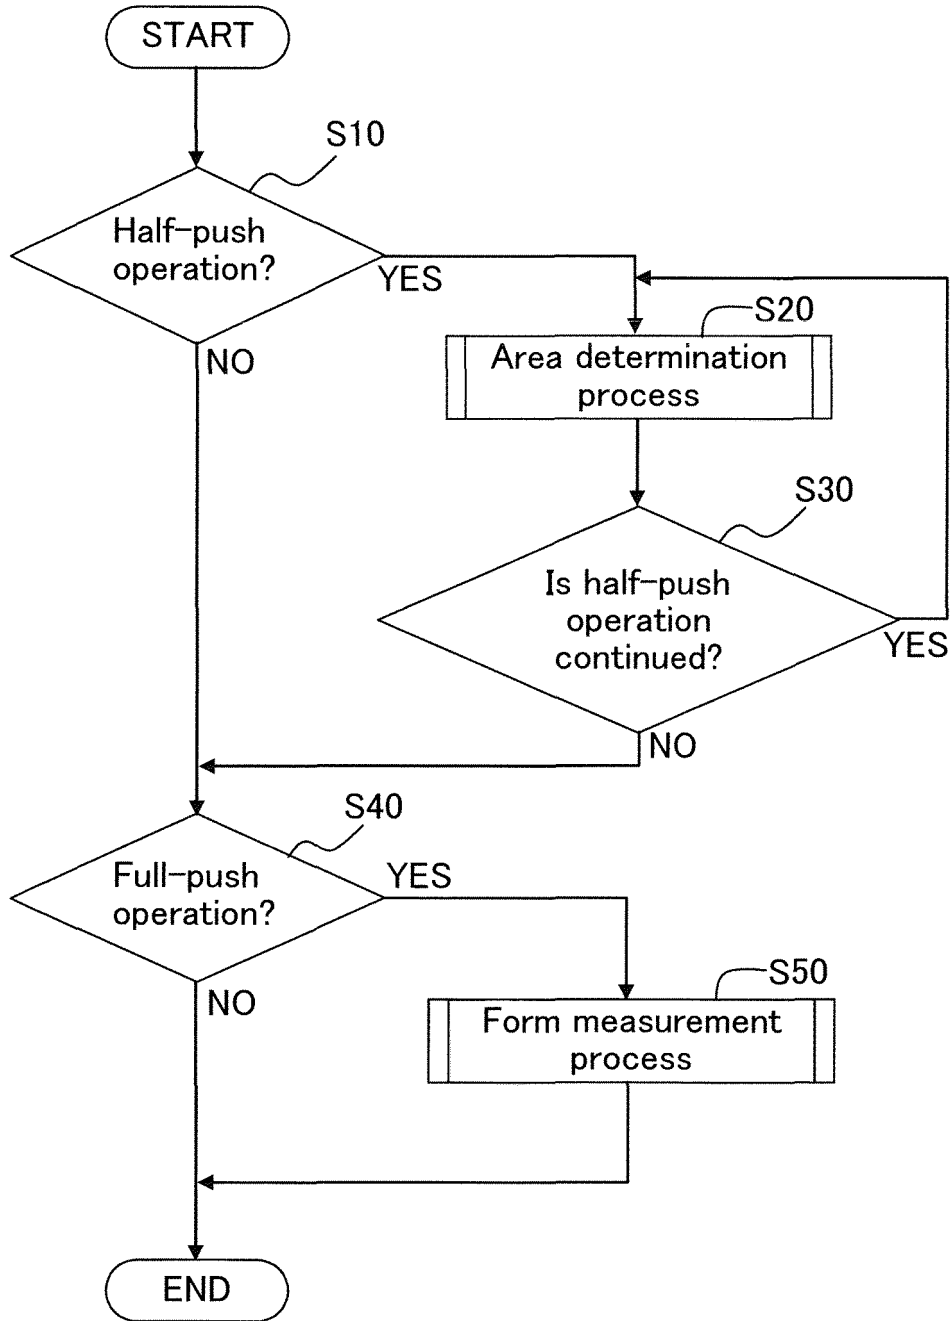 START
S10
Half-push
operation?
YES
NO
S20
Area determination
process
S30
Is half-push
operation
continued?
YES
NO
S40
Full-push
operation?
YES
NO
S50
Form measurement
process
END